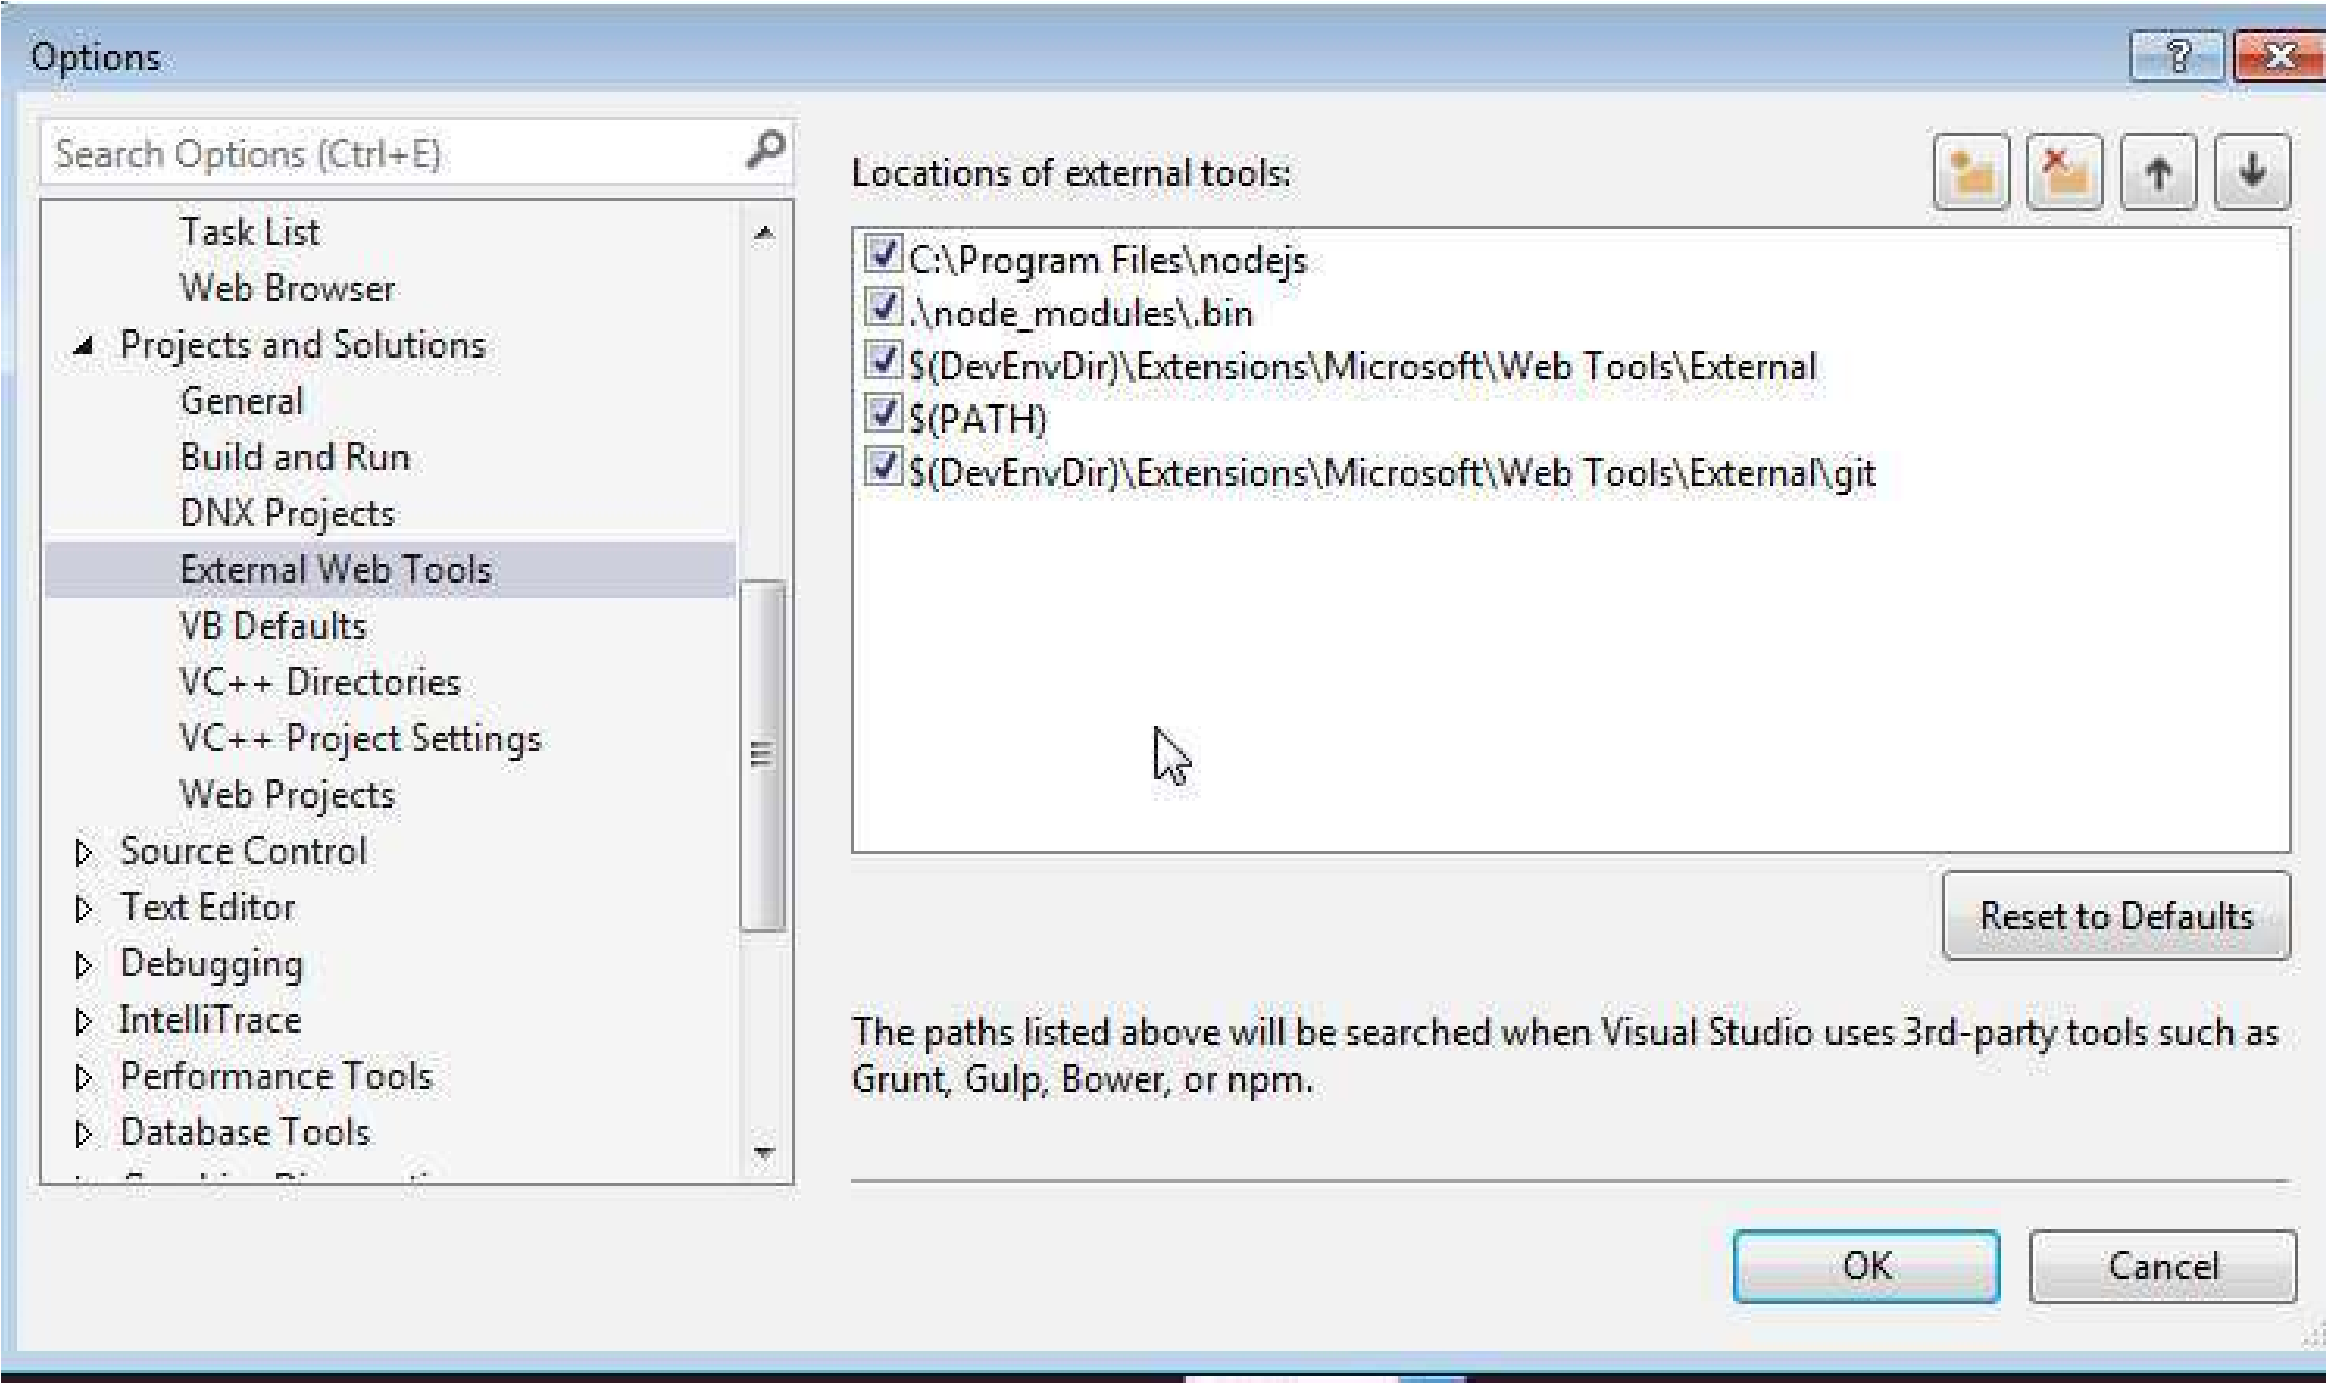 Options
Search Options (Ctrl+E)
Task List
Web Browser
Projects and Solutions
General
Build and Run
DNX Projects
External Web Tools
VB Defaults
VC++ Directories
VC++ Project Settings
Web Projects
Source Control
Text Editor
Debugging
IntelliTrace
Performance Tools
Database Tools
Locations of external tools:
C:\Program Files\nodejs
.\node_modules\.bin
$(DevEnvDir)\Extensions\Microsoft\Web Tools\External
$(PATH)
$(DevEnvDir)\Extensions\Microsoft\Web Tools\External\git
Reset to Defaults
The paths listed above will be searched when Visual Studio uses 3rd-party tools such as
Grunt, Gulp, Bower, or npm.
OK
Cancel